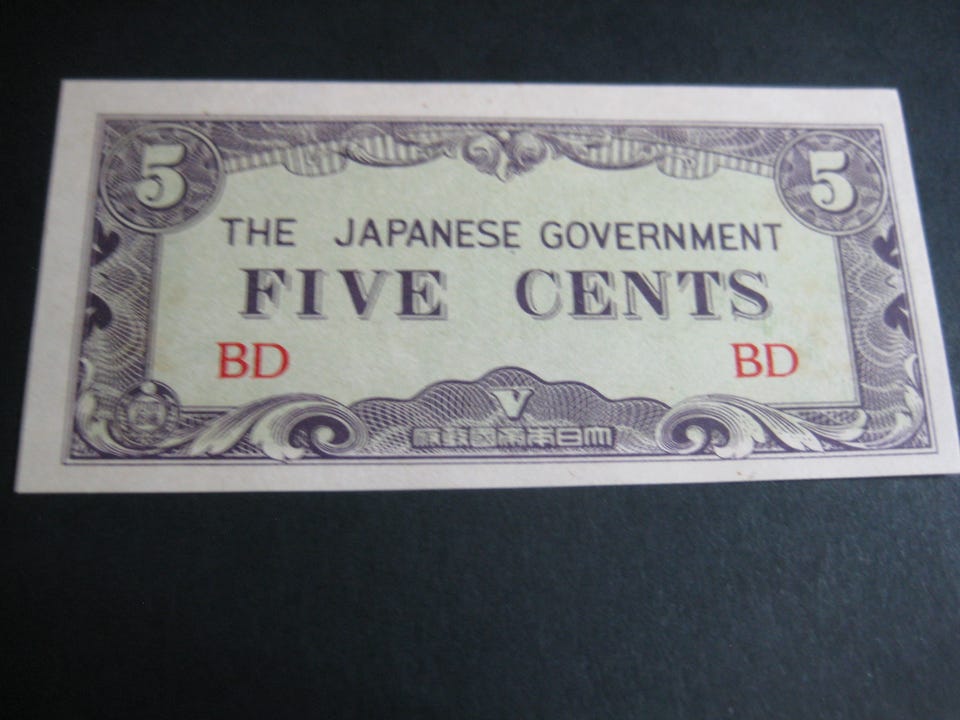 5 5
THE JAPANESE GOVERNMENT
FIVE CENTS
BD BD
V
大日本帝國政府